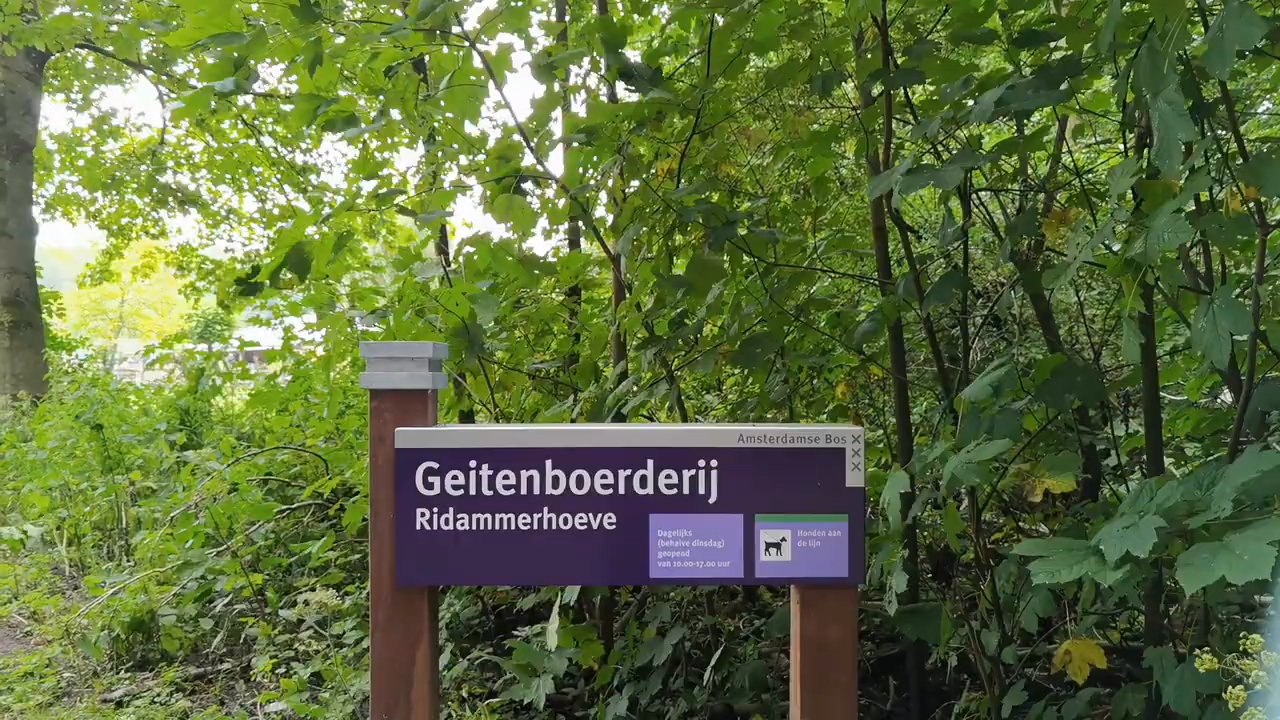 Amsterdamse Bos
Geitenboerderij
Ridammerhoeve
Dagelijks
(behalve dinsdag)
geopend
van 10.00-17.00 uur
Honden aan
de lijn